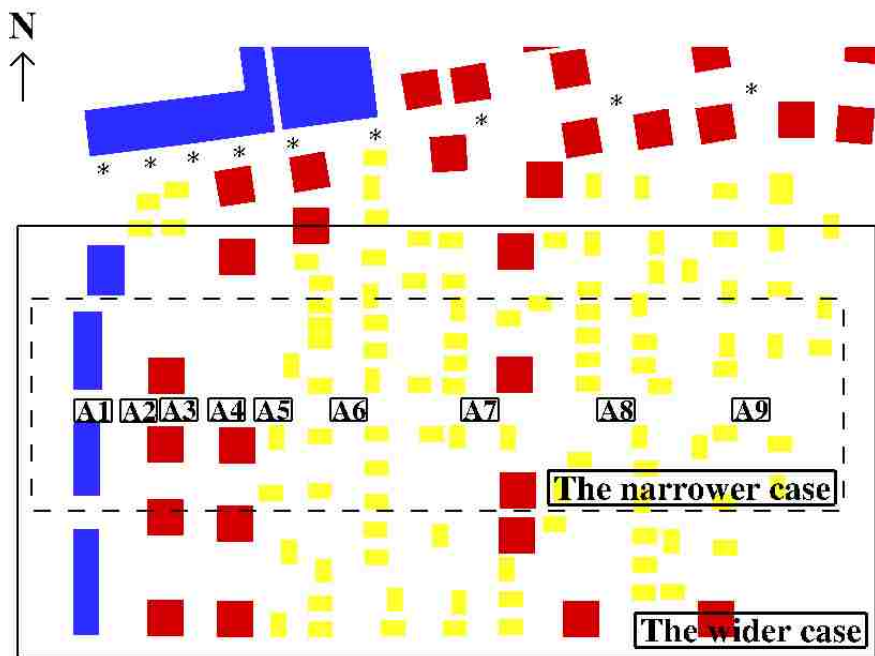 N
* * * * * * * * *
A1 A2 A3 A4 A5 A6 A7 A8 A9
The narrower case
The wider case